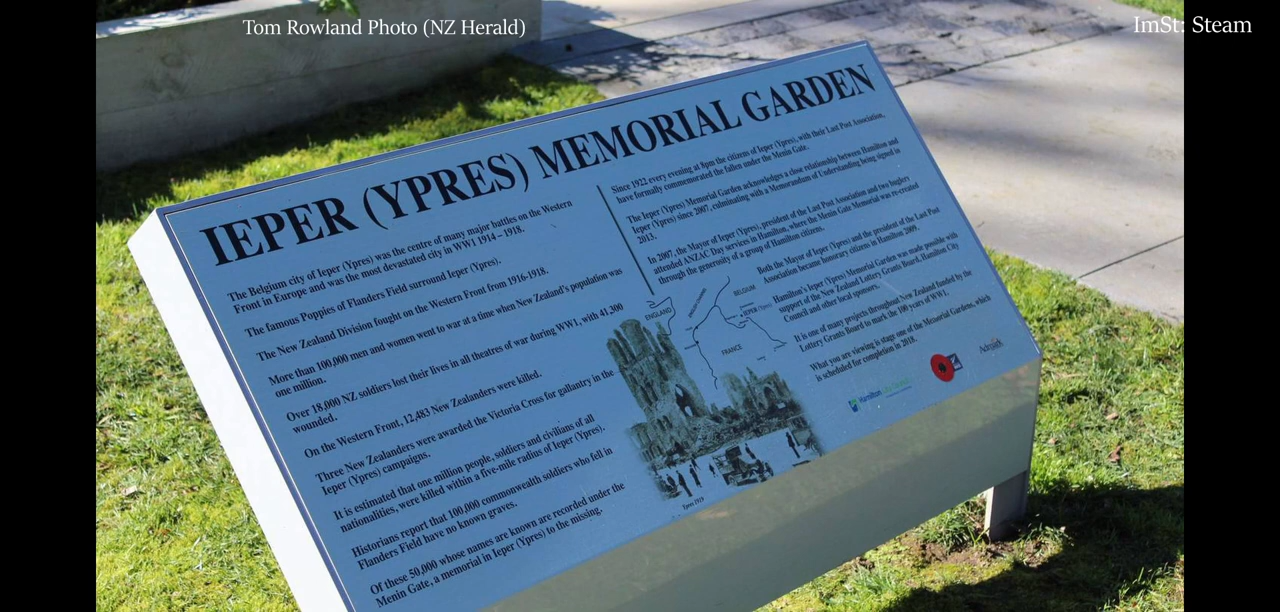 Tom Rowland Photo (NZ Herald)
ImSt: Steam
IEPER (YPRES) MEMORIAL GARDEN
The Belgium city of Ieper (Ypres) was the centre of many major battles on the Western
Front in Europe and was the most devastated city in WW1 1914 – 1918.
The famous Poppies of Flanders Field surround Ieper (Ypres).
The New Zealand Division fought on the Western Front from 1916-1918.
More than 100,000 men and women went to war at a time when New Zealand's population was
one million.
Over 18,000 NZ soldiers lost their lives in all theatres of war during WW1, with 41,300
wounded.
On the Western Front, 12,483 New Zealanders were killed.
Three New Zealanders were awarded the Victoria Cross for gallantry in the
Ieper (Ypres) campaigns.
It is estimated that one million people, soldiers and civilians of all
nationalities, were killed within a five-mile radius of Ieper (Ypres).
Historians report that 100,000 commonwealth soldiers who fell in
Flanders Field have no known graves.
Of these 50,000 whose names are known are recorded under the
Menin Gate, a memorial in Ieper (Ypres) to the missing.
Since 1922 every evening at 8pm the citizens of Ieper (Ypres), with their Last Post Association,
have formally commemorated the fallen under the Menin Gate.
The Ieper (Ypres) Memorial Garden acknowledges a close relationship between Hamilton and
Ieper (Ypres) since 2007, culminating with a Memorandum of Understanding being signed in
2013.
In 2007, the Mayor of Ieper (Ypres), president of the Last Post Association and two buglers
attended ANZAC Day services in Hamilton, where the Menin Gate Memorial was re-created
through the generosity of a group of Hamilton citizens.
Both the Mayor of Ieper (Ypres) and the president of the Last Post
Association became honorary citizens in Hamilton 2009.
Hamilton's Ieper (Ypres) Memorial Garden was made possible with
support of the New Zealand Lottery Grants Board, Hamilton City
Council and other local sponsors.
It is one of many projects throughout New Zealand funded by the
Lottery Grants Board to mark the 100 years of WW1.
What you are viewing is stage one of the Memorial Gardens, which
is scheduled for completion in 2018.
ENGLAND
BELGIUM
IEPER (Ypres)
FRANCE
Ypres 1919
Hamilton